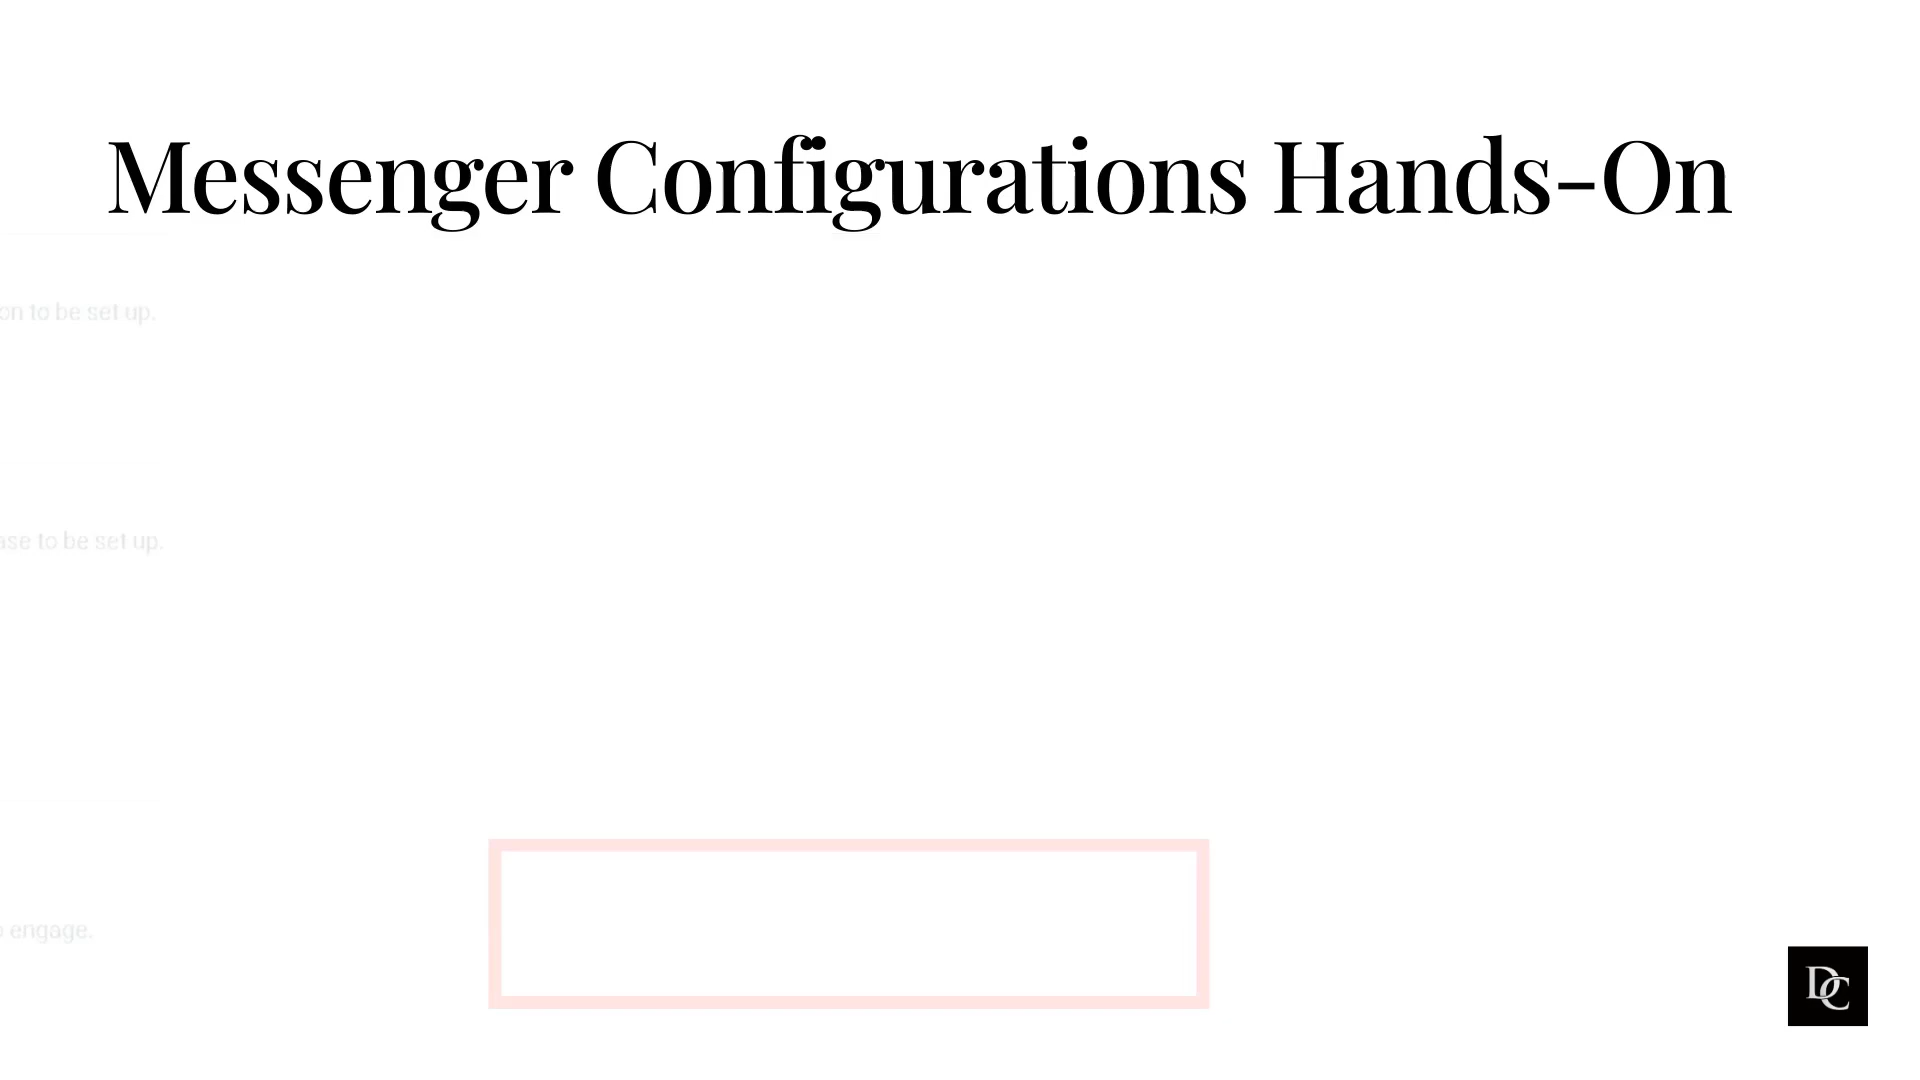 Messenger Configurations Hands-On
on to be set up.
ase to be set up.
engage.
DC